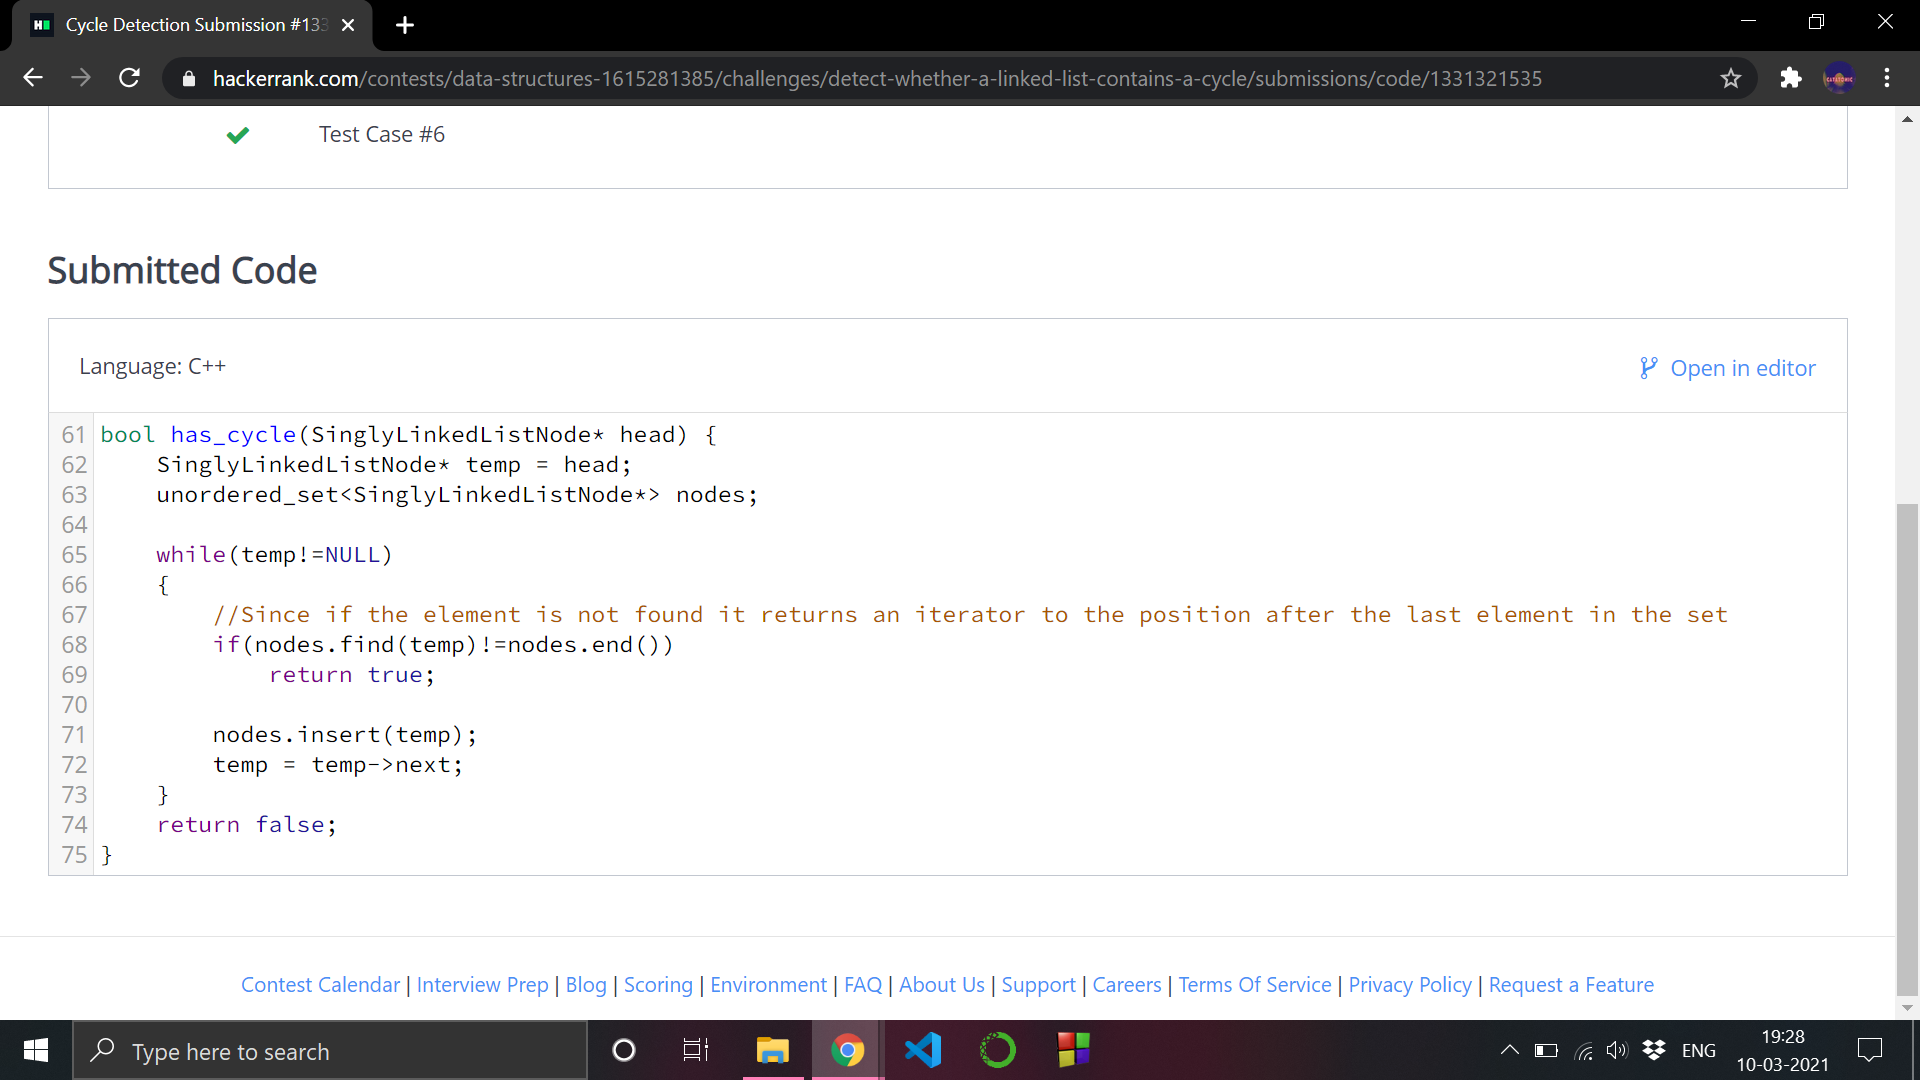 Cycle Detection Submission #133
hackerrank.com/contests/data-structures-1615281385/challenges/detect-whether-a-linked-list-contains-a-cycle/submissions/code/1331321535
Test Case #6
Submitted Code
Language: C++
Open in editor
61 bool has_cycle(SinglyLinkedListNode* head) {
62 SinglyLinkedListNode* temp = head;
63 unordered_set<SinglyLinkedListNode*> nodes;
64
65 while(temp!=NULL)
66 {
67 //Since if the element is not found it returns an iterator to the position after the last element in the set
68 if(nodes.find(temp)!=nodes.end())
69 return true;
70
71 nodes.insert(temp);
72 temp = temp->next;
73 }
74 return false;
75 }
Contest Calendar | Interview Prep | Blog | Scoring | Environment | FAQ | About Us | Support | Careers | Terms Of Service | Privacy Policy | Request a Feature
Type here to search
ENG
19:28
10-03-2021